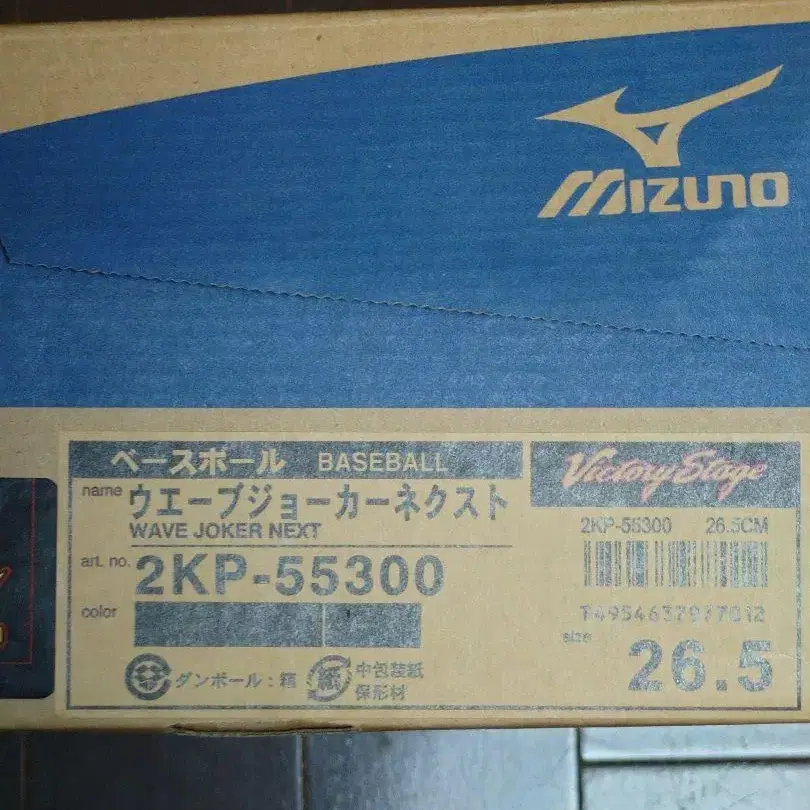 MIZUNO
ベースボール BASEBALL
Victory Stage
name ウエーブジョーカーネクスト
WAVE JOKER NEXT
2KP-55300 26.5CM
art. no. 2KP-55300
color
size 26.5
ダンボール:箱
紙 中包装紙
保形材